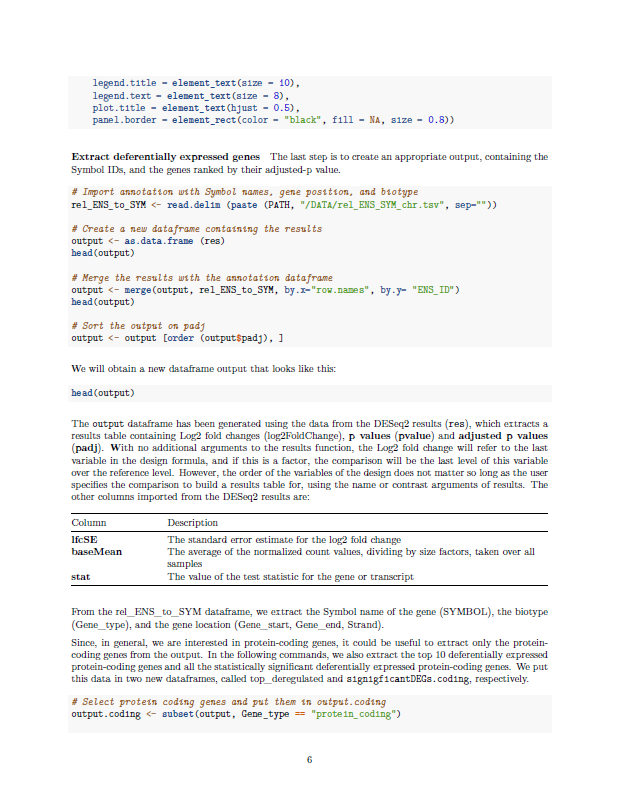 legend.title = element_text(size = 10),
legend.text = element_text(size = 8),
plot.title = element_text(hjust = 0.5),
panel.border = element_rect(color = "black", fill = NA, size = 0.8))
Extract deferentially expressed genes The last step is to create an appropriate output, containing the
Symbol IDs, and the genes ranked by their adjusted-p value.
# Import annotation with Symbol names, gene position, and biotype
rel_ENS_to_SYM <- read.delim (paste (PATH, "/DATA/rel_ENS_SYM_chr.tsv", sep=""))
# Create a new dataframe containing the results
output <- as.data.frame (res)
head(output)
# Merge the results with the annotation dataframe
output <- merge(output, rel_ENS_to_SYM, by.x="row.names", by.y= "ENS_ID")
head(output)
# Sort the output on padj
output <- output [order (output$padj), ]
We will obtain a new dataframe output that looks like this:
head(output)
The output dataframe has been generated using the data from the DESeq2 results (res), which extracts a
results table containing Log2 fold changes (log2FoldChange), p values (pvalue) and adjusted p values
(padj). With no additional arguments to the results function, the Log2 fold change will refer to the last
variable in the design formula, and if this is a factor, the comparison will be the last level of this variable
over the reference level. However, the order of the variables of the design does not matter so long as the user
specifies the comparison to build a results table for, using the name or contrast arguments of results. The
other columns imported from the DESeq2 results are:
Column Description
lfcSE The standard error estimate for the log2 fold change
baseMean The average of the normalized count values, dividing by size factors, taken over all
samples
stat The value of the test statistic for the gene or transcript
From the rel_ENS_to_SYM dataframe, we extract the Symbol name of the gene (SYMBOL), the biotype
(Gene_type), and the gene location (Gene_start, Gene_end, Strand).
Since, in general, we are interested in protein-coding genes, it could be useful to extract only the protein-
coding genes from the output. In the following commands, we also extract the top 10 deferentially expressed
protein-coding genes and all the statistically significant deferentially expressed protein-coding genes. We put
this data in two new dataframes, called top_deregulated and signigficantDEGs.coding, respectively.
# Select protein coding genes and put them in output.coding
output.coding <- subset(output, Gene_type == "protein_coding")
6